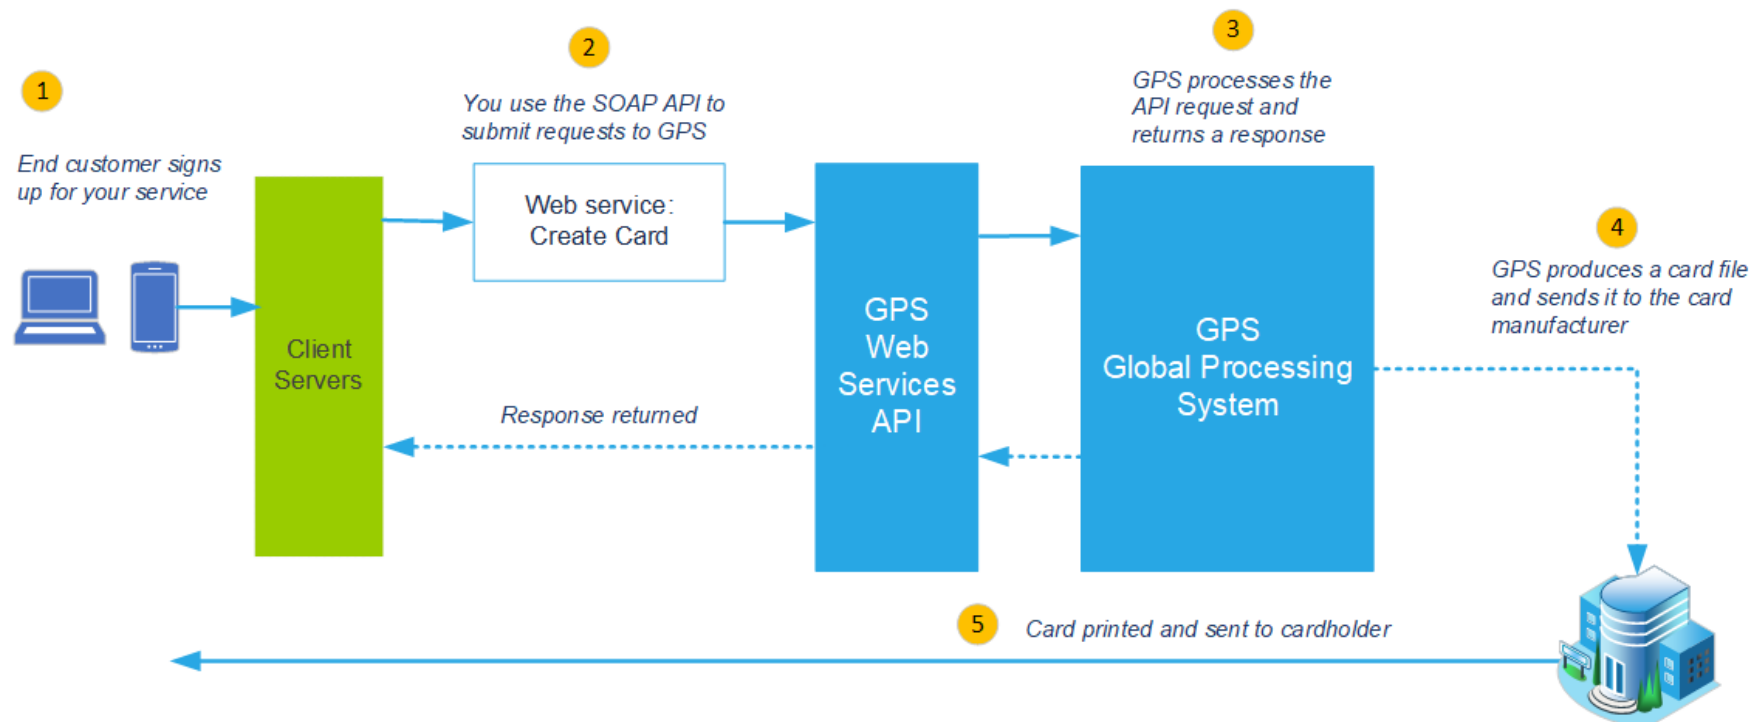 1
End customer signs
up for your service
2
You use the SOAP API to
submit requests to GPS
3
GPS processes the
API request and
returns a response
Web service:
Create Card
4
GPS produces a card file
and sends it to the card
manufacturer
Client
Servers
GPS
Web
Services
API
GPS
Global Processing
System
Response returned
5
Card printed and sent to cardholder